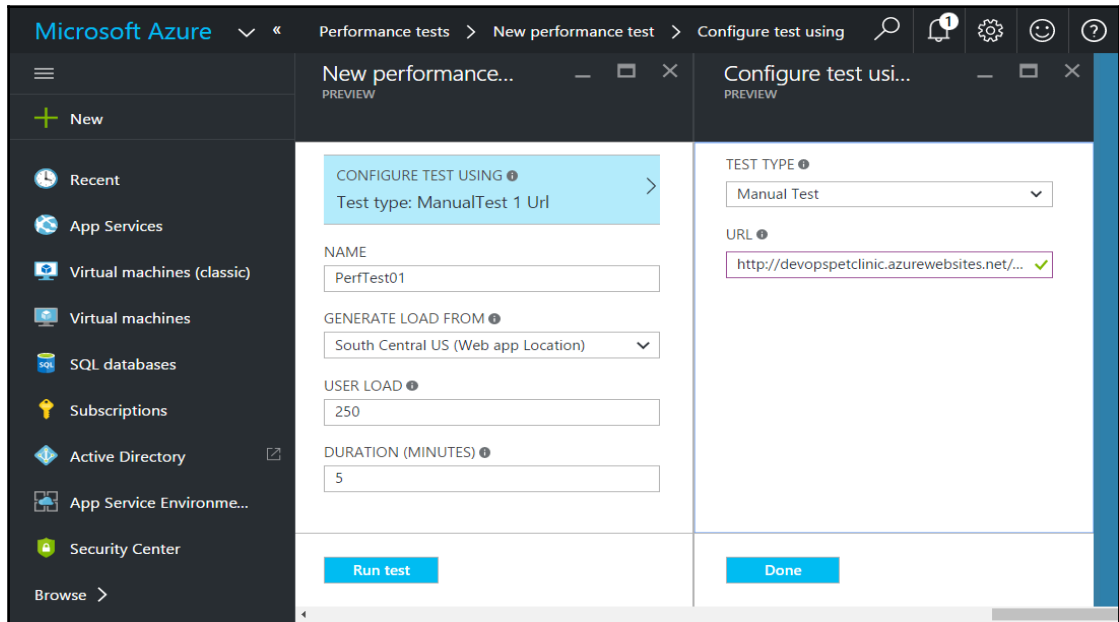 Microsoft Azure
Performance tests > New performance test > Configure test using
1
New
Recent
App Services
Virtual machines (classic)
Virtual machines
SQL databases
Subscriptions
Active Directory
App Service Environme...
Security Center
Browse >
New performance...
PREVIEW
CONFIGURE TEST USING
Test type: ManualTest 1 Url
NAME
PerfTest01
GENERATE LOAD FROM
South Central US (Web app Location)
USER LOAD
250
DURATION (MINUTES)
5
Run test
Configure test usi...
PREVIEW
TEST TYPE
Manual Test
URL
http://devopspetclinic.azurewebsites.net/...
Done